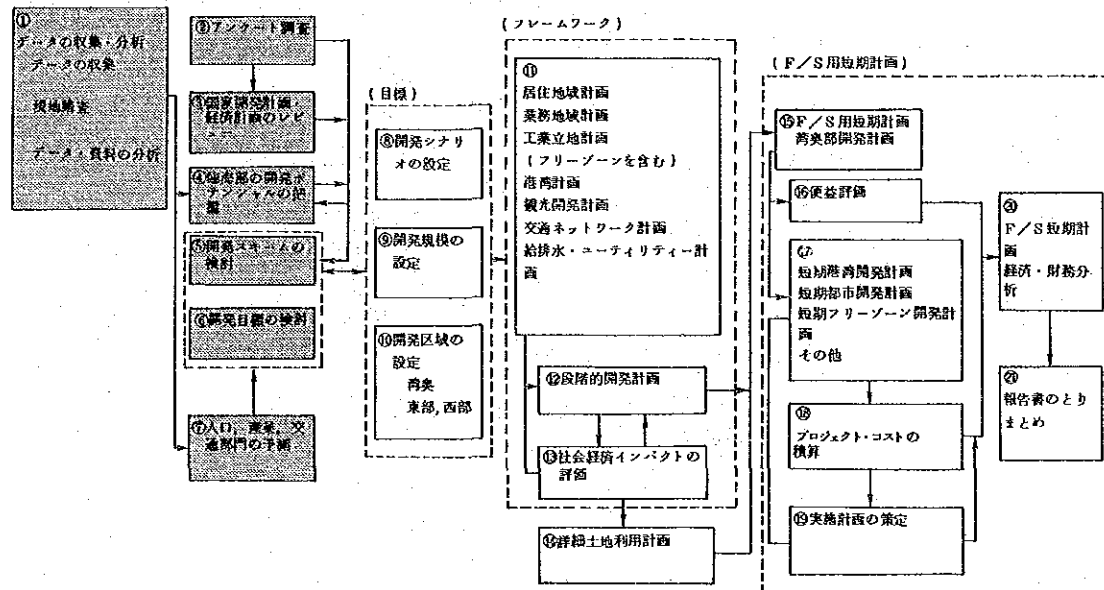 ①
データの収集・分析
データの収集
現地踏査
データ・資料の分析
②アンケート調査
③国家開発計画・
経済計画のレビ
ュー
④
の開発ポ
テンシャルの把
握
⑤開発スキームの
検討
⑥開発目標の検討
⑦人口，産業，交
通部門の予測
(目標)
⑧開発シナリ
オの設定
⑨開発規模の
設定
⑩開発区域の
設定
湾奥
東部，西部
(フレームワーク)
⑪
居住地域計画
業務地域計画
工業立地計画
(フリーゾーンを含む)
港湾計画
観光開発計画
交通ネットワーク計画
給排水・ユーティリティー計
画
⑫段階的開発計画
⑬社会経済インパクトの
評価
⑭詳細土地利用計画
(F／S用短期計画)
⑮F／S用短期計画
湾奥部開発計画
⑯便益評価
⑰
短期港湾開発計画
短期都市開発計画
短期フリーゾーン開発計
画
その他
⑱
プロジェクト・コストの
積算
⑲実施計画の策定
⑳
F／S短期計
画
経済・財務分
析
㉑
報告書のとり
まとめ